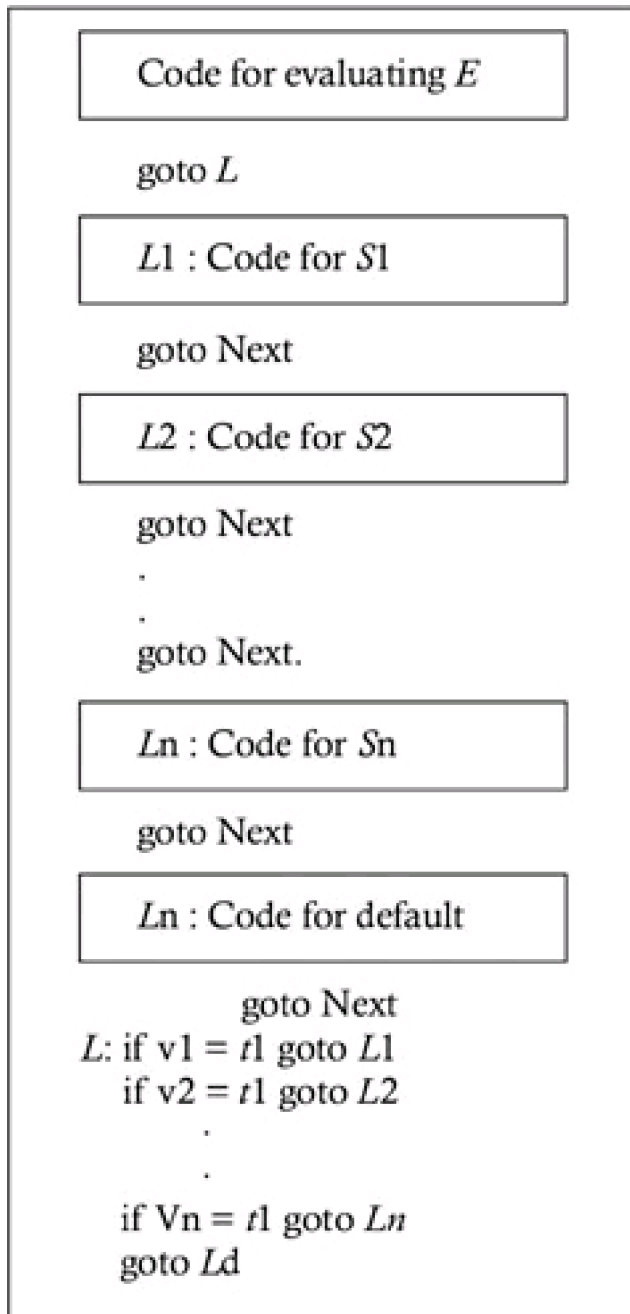 Code for evaluating E
goto L
L1 : Code for S1
goto Next
L2 : Code for S2
goto Next
.
.
goto Next.
Ln : Code for Sn
goto Next
Ln : Code for default
goto Next
L: if v1 = t1 goto L1
if v2 = t1 goto L2
.
.
if Vn = t1 goto Ln
goto Ld